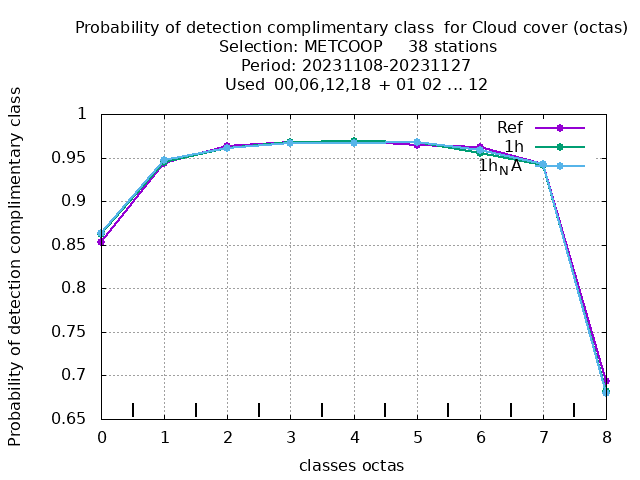 Probability of detection complimentary class for Cloud cover (octas)
Selection: METCOOP 38 stations
Period: 20231108-20231127
Used 00,06,12,18 + 01 02 ... 12
Probability of detection complimentary class
1
0.95
0.9
0.85
0.8
0.75
0.7
0.65
Ref
1h
1hNA
0 1 2 3 4 5 6 7 8
classes octas